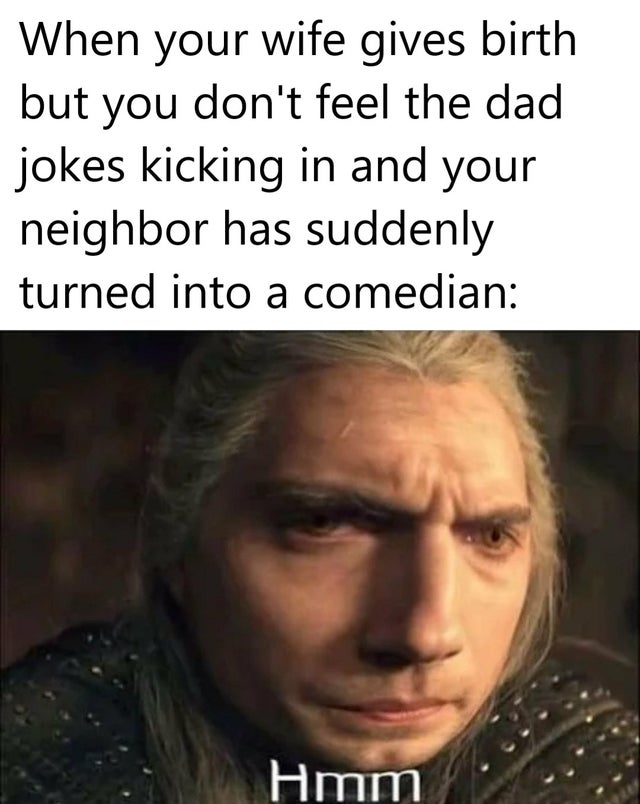 When your wife gives birth
but you don't feel the dad
jokes kicking in and your
neighbor has suddenly
turned into a comedian:
Hmm